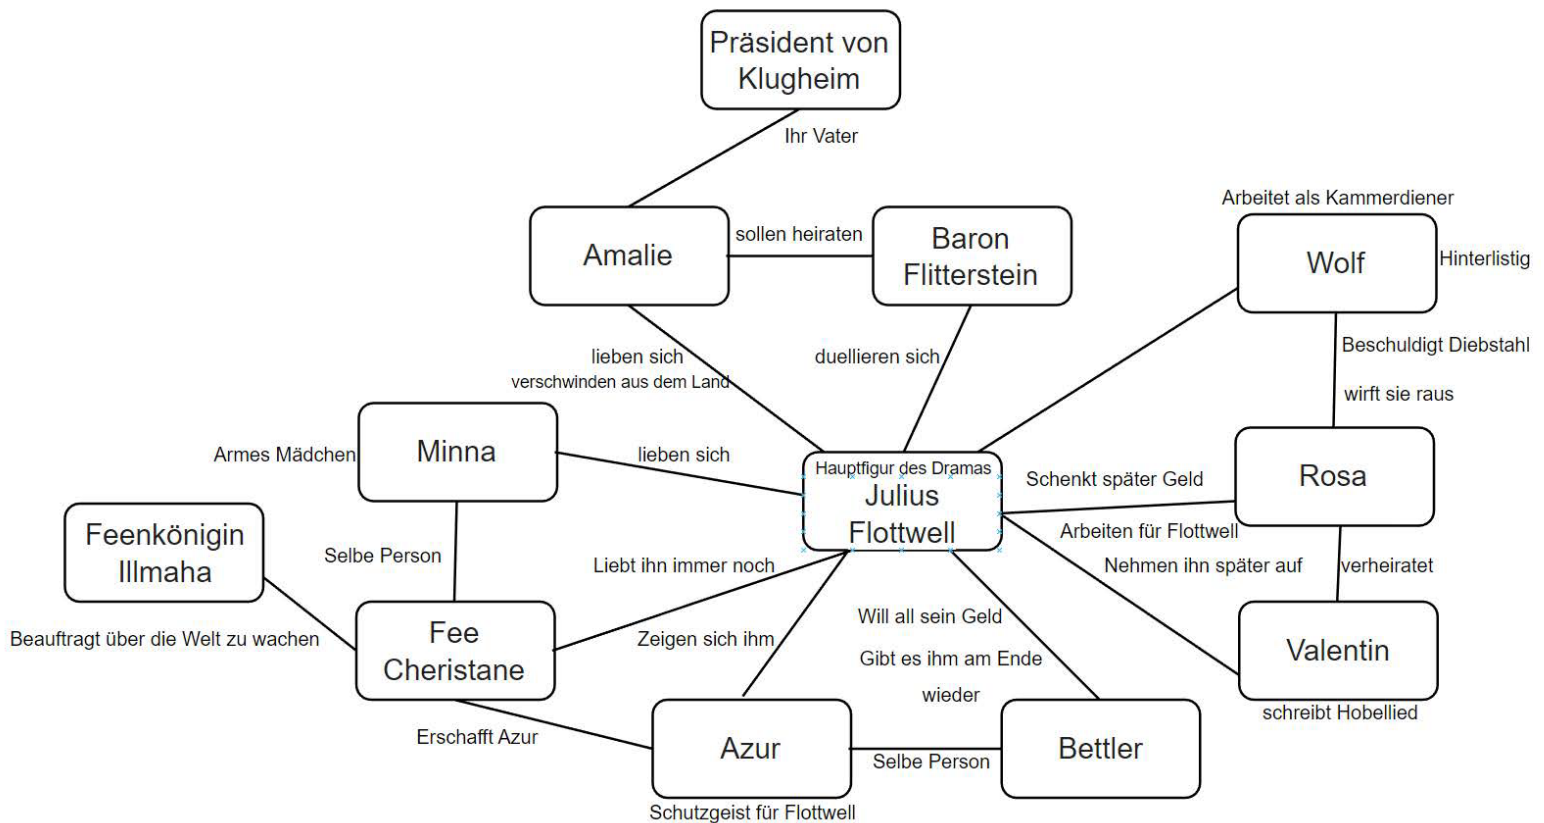 Präsident von
Klugheim
Ihr Vater
Arbeitet als Kammerdiener
Amalie
sollen heiraten
Baron
Flitterstein
Wolf
Hinterlistig
lieben sich
verschwinden aus dem Land
duellieren sich
Beschuldigt Diebstahl
wirft sie raus
Armes Mädchen
Minna
lieben sich
Hauptfigur des Dramas
Julius
Flottwell
Schenkt später Geld
Rosa
Arbeiten für Flottwell
Feenkönigin
Illmaha
Selbe Person
Liebt ihn immer noch
Nehmen ihn später auf
verheiratet
Beauftragt über die Welt zu wachen
Fee
Cheristane
Zeigen sich ihm
Will all sein Geld
Gibt es ihm am Ende
wieder
Valentin
schreibt Hobellied
Erschafft Azur
Azur
Selbe Person
Bettler
Schutzgeist für Flottwell